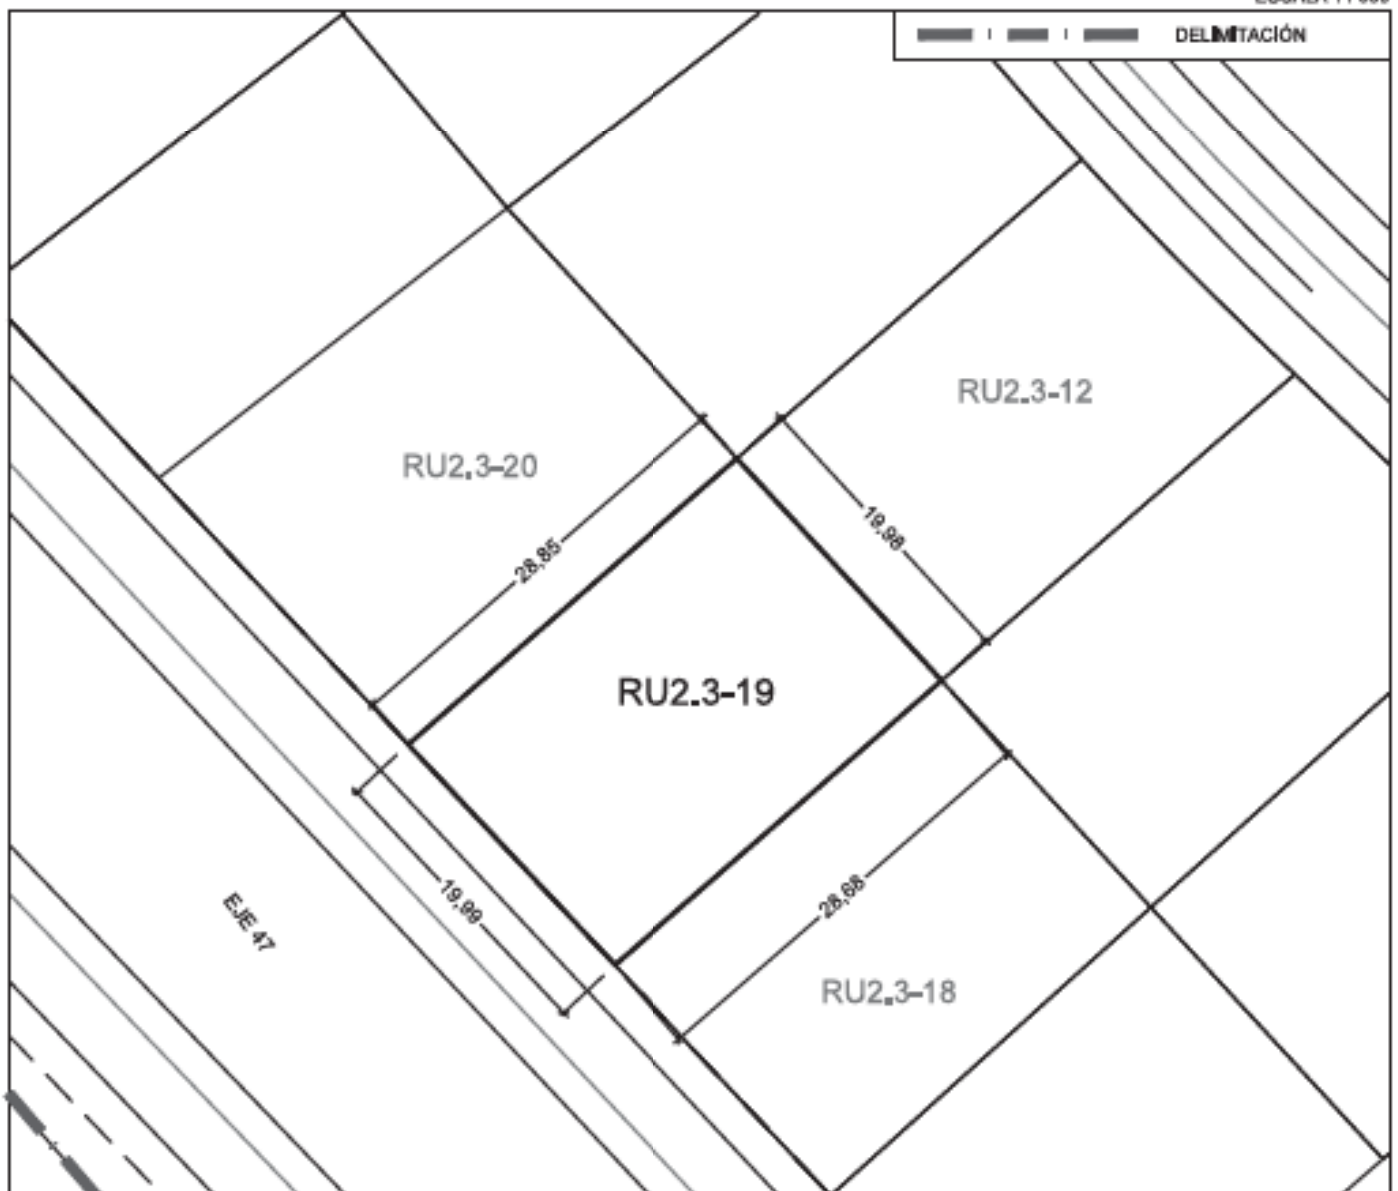 DELIMITACIÓN
RU2.3-12
RU2.3-20
19,98
28,85
RU2.3-19
28,68
19,99
EJE 47
RU2.3-18